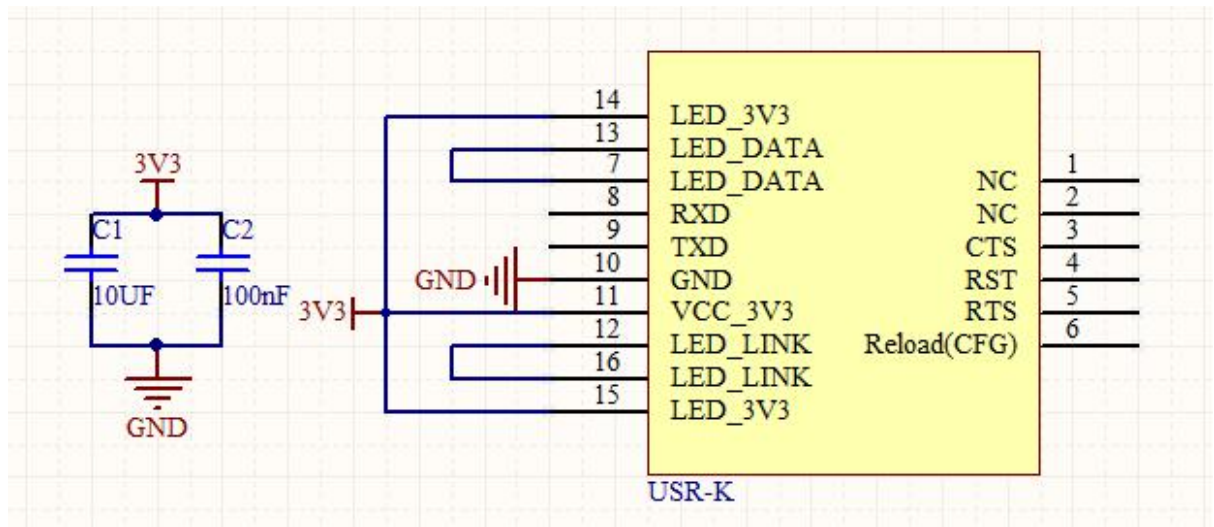 3V3
C1
C2
10UF
100nF
GND
3V3
GND
14 LED_3V3
13 LED_DATA
7 LED_DATA
8 RXD
9 TXD
10 GND
11 VCC_3V3
12 LED_LINK
16 LED_LINK
15 LED_3V3
NC 1
NC 2
CTS 3
RST 4
RTS 5
Reload(CFG) 6
USR-K